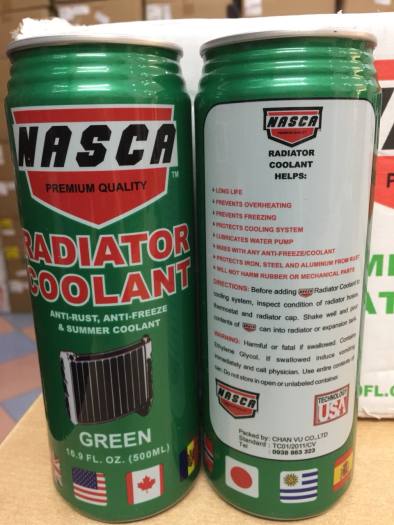 NASCA
TM
PREMIUM QUALITY
RADIATOR
COOLANT
ANTI-RUST, ANTI-FREEZE
& SUMMER COOLANT
GREEN
16.9 FL. OZ. (500ML)
NASCA
PREMIUM QUALITY
RADIATOR
COOLANT
HELPS:
LONG LIFE
PREVENTS OVERHEATING
PREVENTS FREEZING
PROTECTS COOLING SYSTEM
LUBRICATES WATER PUMP
MIXES WITH ANY ANTI-FREEZE/COOLANT
PROTECTS IRON, STEEL AND ALUMINUM FROM RUST
WILL NOT HARM RUBBER OR MECHANICAL PARTS
DIRECTIONS: Before adding NASCA Radiator Coolant to
cooling system, inspect condition of radiator hoses,
thermostat and radiator cap. Shake well and pour
contents of NASCA can into radiator or expansion tank.
WARNING: Harmful or fatal if swallowed. Contains
Ethylene Glycol. If swallowed induce vomiting
immediately and call physician. Use entire contents of
can. Do not store in open or unlabeled container.
NASCA
PREMIUM QUALITY
TECHNOLOGY
USA
Packed by: CHAN VU CO.,LTD
Standard : TC01/2011/CV
Tel : 0938 863 323